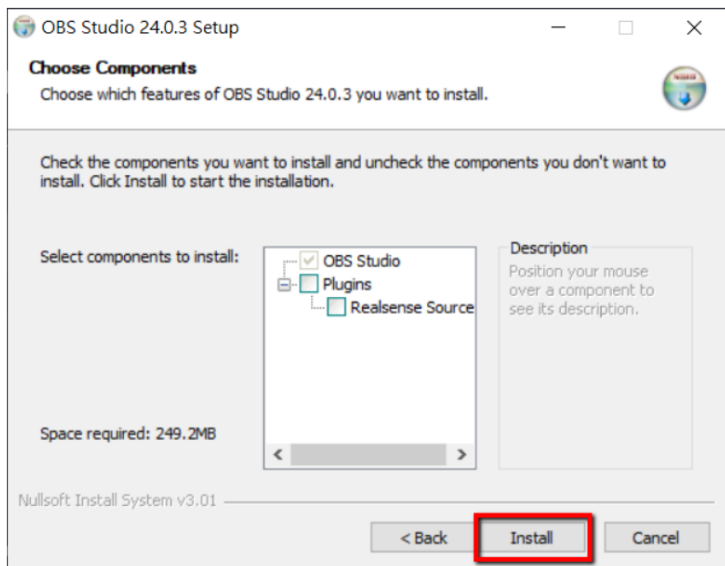 OBS Studio 24.0.3 Setup
Choose Components
Choose which features of OBS Studio 24.0.3 you want to install.
Check the components you want to install and uncheck the components you don't want to
install. Click Install to start the installation.
Select components to install:
OBS Studio
Plugins
Realsense Source
Description
Position your mouse
over a component to
see its description.
Space required: 249.2MB
Nullsoft Install System v3.01
< Back
Install
Cancel